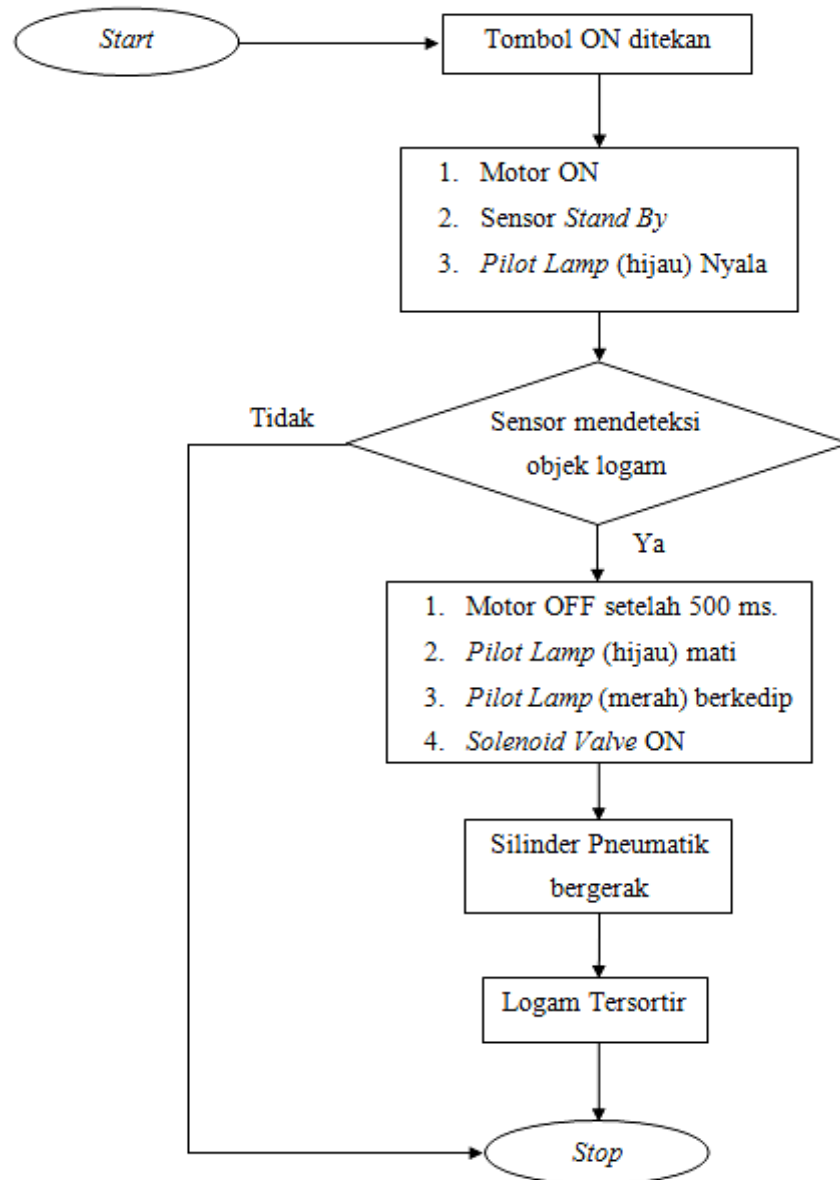 Start
Tombol ON ditekan
1. Motor ON
2. Sensor Stand By
3. Pilot Lamp (hijau) Nyala
Tidak
Sensor mendeteksi
objek logam
Ya
1. Motor OFF setelah 500 ms.
2. Pilot Lamp (hijau) mati
3. Pilot Lamp (merah) berkedip
4. Solenoid Valve ON
Silinder Pneumatik
bergerak
Logam Tersortir
Stop